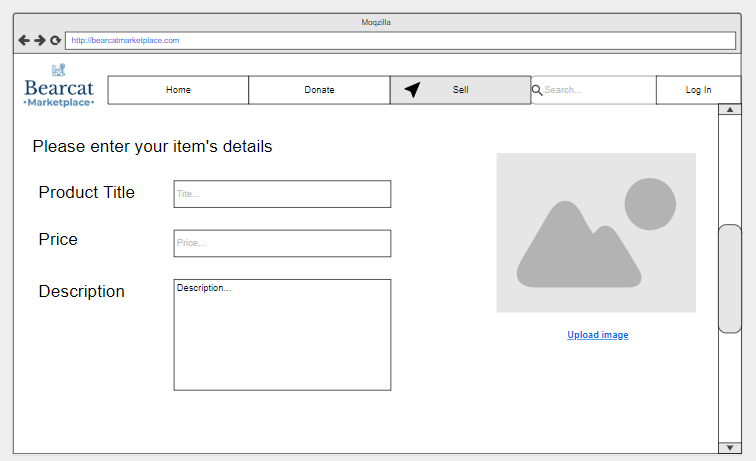 Moqzilla
http://bearcatmarketplace.com
Bearcat
•Marketplace•
Home
Donate
Sell
Search...
Log In
Please enter your item's details
Product Title
Tite...
Price
Price...
Description
Description...
Upload image